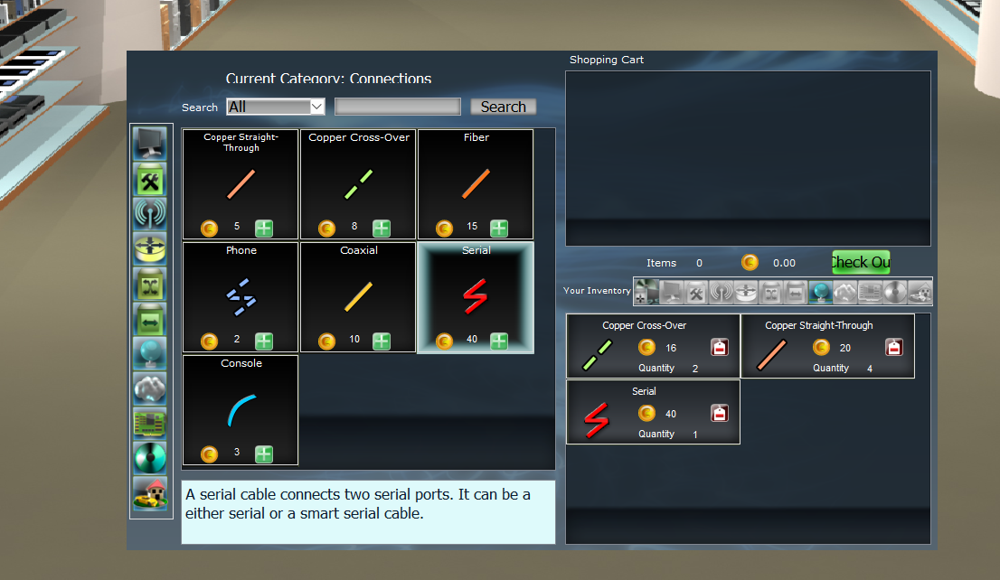 Current Category: Connections
Search
All
Search
Copper Straight-
Through
5
Copper Cross-Over
8
Fiber
15
Phone
2
Coaxial
10
Serial
40
Console
3
A serial cable connects two serial ports. It can be a
either serial or a smart serial cable.
Shopping Cart
Items 0 0.00
Check Ou
Your Inventory
Copper Cross-Over
16
Quantity 2
Copper Straight-Through
20
Quantity 4
Serial
40
Quantity 1